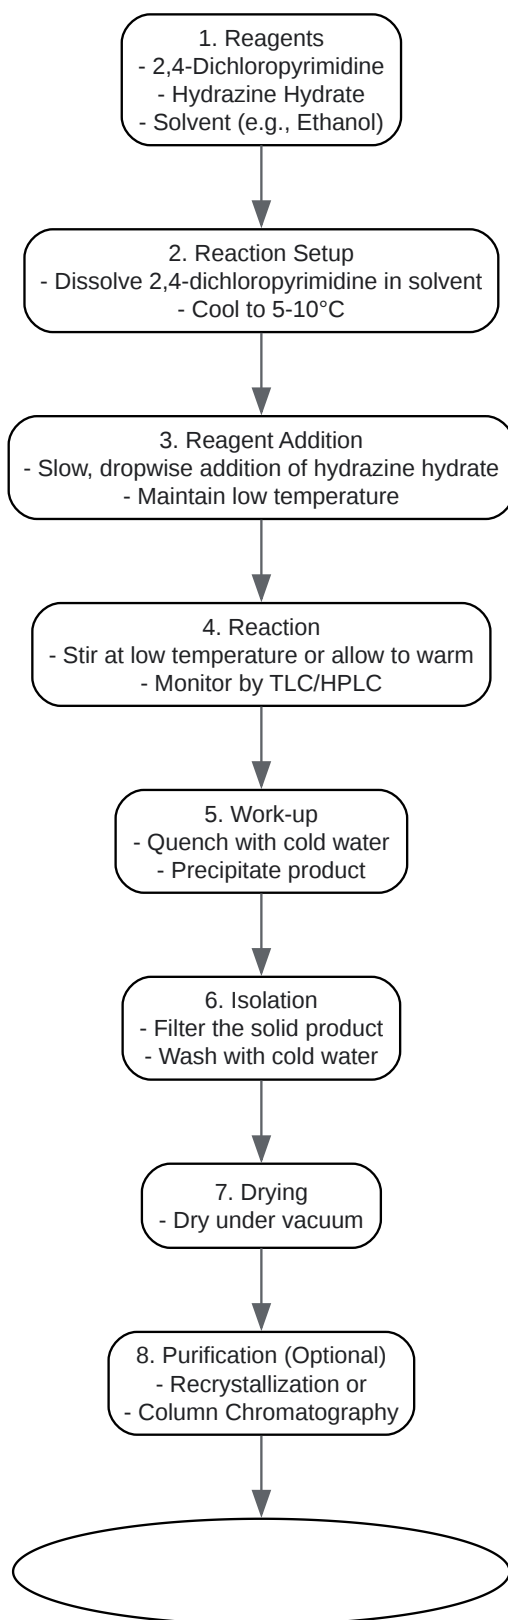 1. Reagents
- 2,4-Dichloropyrimidine
- Hydrazine Hydrate
- Solvent (e.g., Ethanol)
2. Reaction Setup
- Dissolve 2,4-dichloropyrimidine in solvent
- Cool to 5-10°C
3. Reagent Addition
- Slow, dropwise addition of hydrazine hydrate
- Maintain low temperature
4. Reaction
- Stir at low temperature or allow to warm
- Monitor by TLC/HPLC
5. Work-up
- Quench with cold water
- Precipitate product
6. Isolation
- Filter the solid product
- Wash with cold water
7. Drying
- Dry under vacuum
8. Purification (Optional)
- Recrystallization or
- Column Chromatography